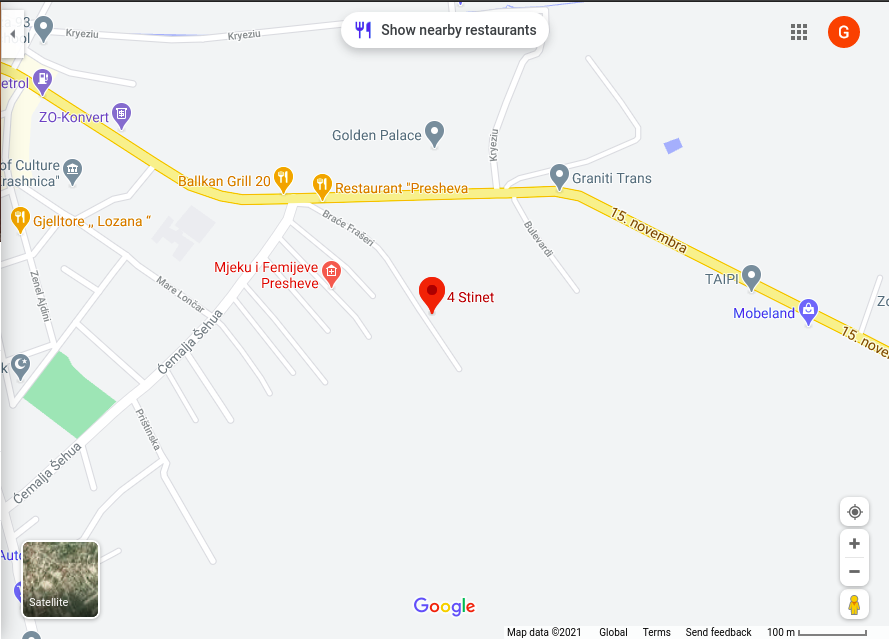 Kryeziu
Kryeziu
Show nearby restaurants
G
etrol
ZO-Konvert
Golden Palace
Kryeziu
of Culture
rashnica"
Ballkan Grill 20
Restaurant "Presheva
Graniti Trans
Gjelltore ,, Lozana “
Braće Frašeri
Bulevardi
15. novembra
Mjeku i Femijeve
Presheve
Zenel Ajdini
Mare Lončar
4 Stinet
TAIPI
Mobeland
Zo
Ćemalja Šehua
15. nove
k
Prištinska
Ćemalja Šehua
Auto
Satellite
Google
Map data ©2021
Global
Terms
Send feedback
100 m